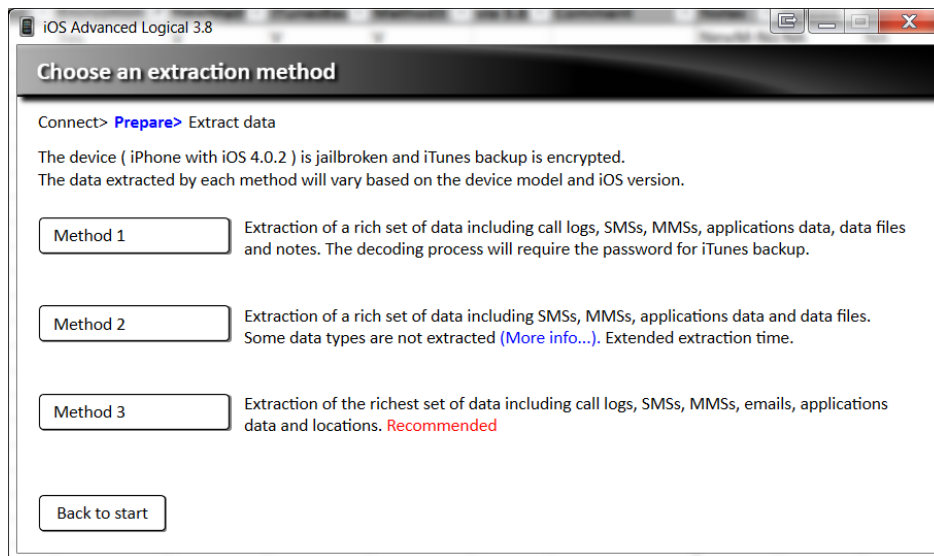 iOS Advanced Logical 3.8
Choose an extraction method
Connect> Prepare> Extract data
The device ( iPhone with iOS 4.0.2 ) is jailbroken and iTunes backup is encrypted.
The data extracted by each method will vary based on the device model and iOS version.
Method 1
Extraction of a rich set of data including call logs, SMSs, MMSs, applications data, data files
and notes. The decoding process will require the password for iTunes backup.
Method 2
Extraction of a rich set of data including SMSs, MMSs, applications data and data files.
Some data types are not extracted (More info...). Extended extraction time.
Method 3
Extraction of the richest set of data including call logs, SMSs, MMSs, emails, applications
data and locations. Recommended
Back to start